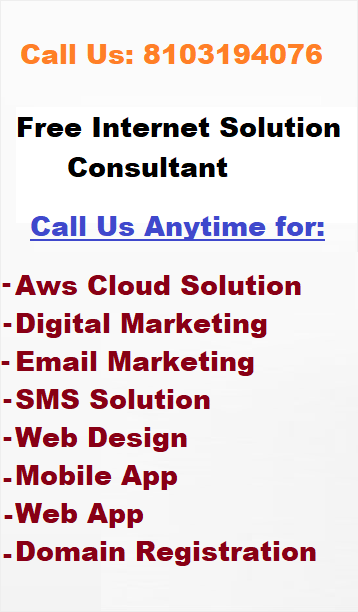 Call Us: 8103194076
Free Internet Solution
Consultant
Call Us Anytime for:
-Aws Cloud Solution
-Digital Marketing
-Email Marketing
-SMS Solution
-Web Design
-Mobile App
-Web App
-Domain Registration